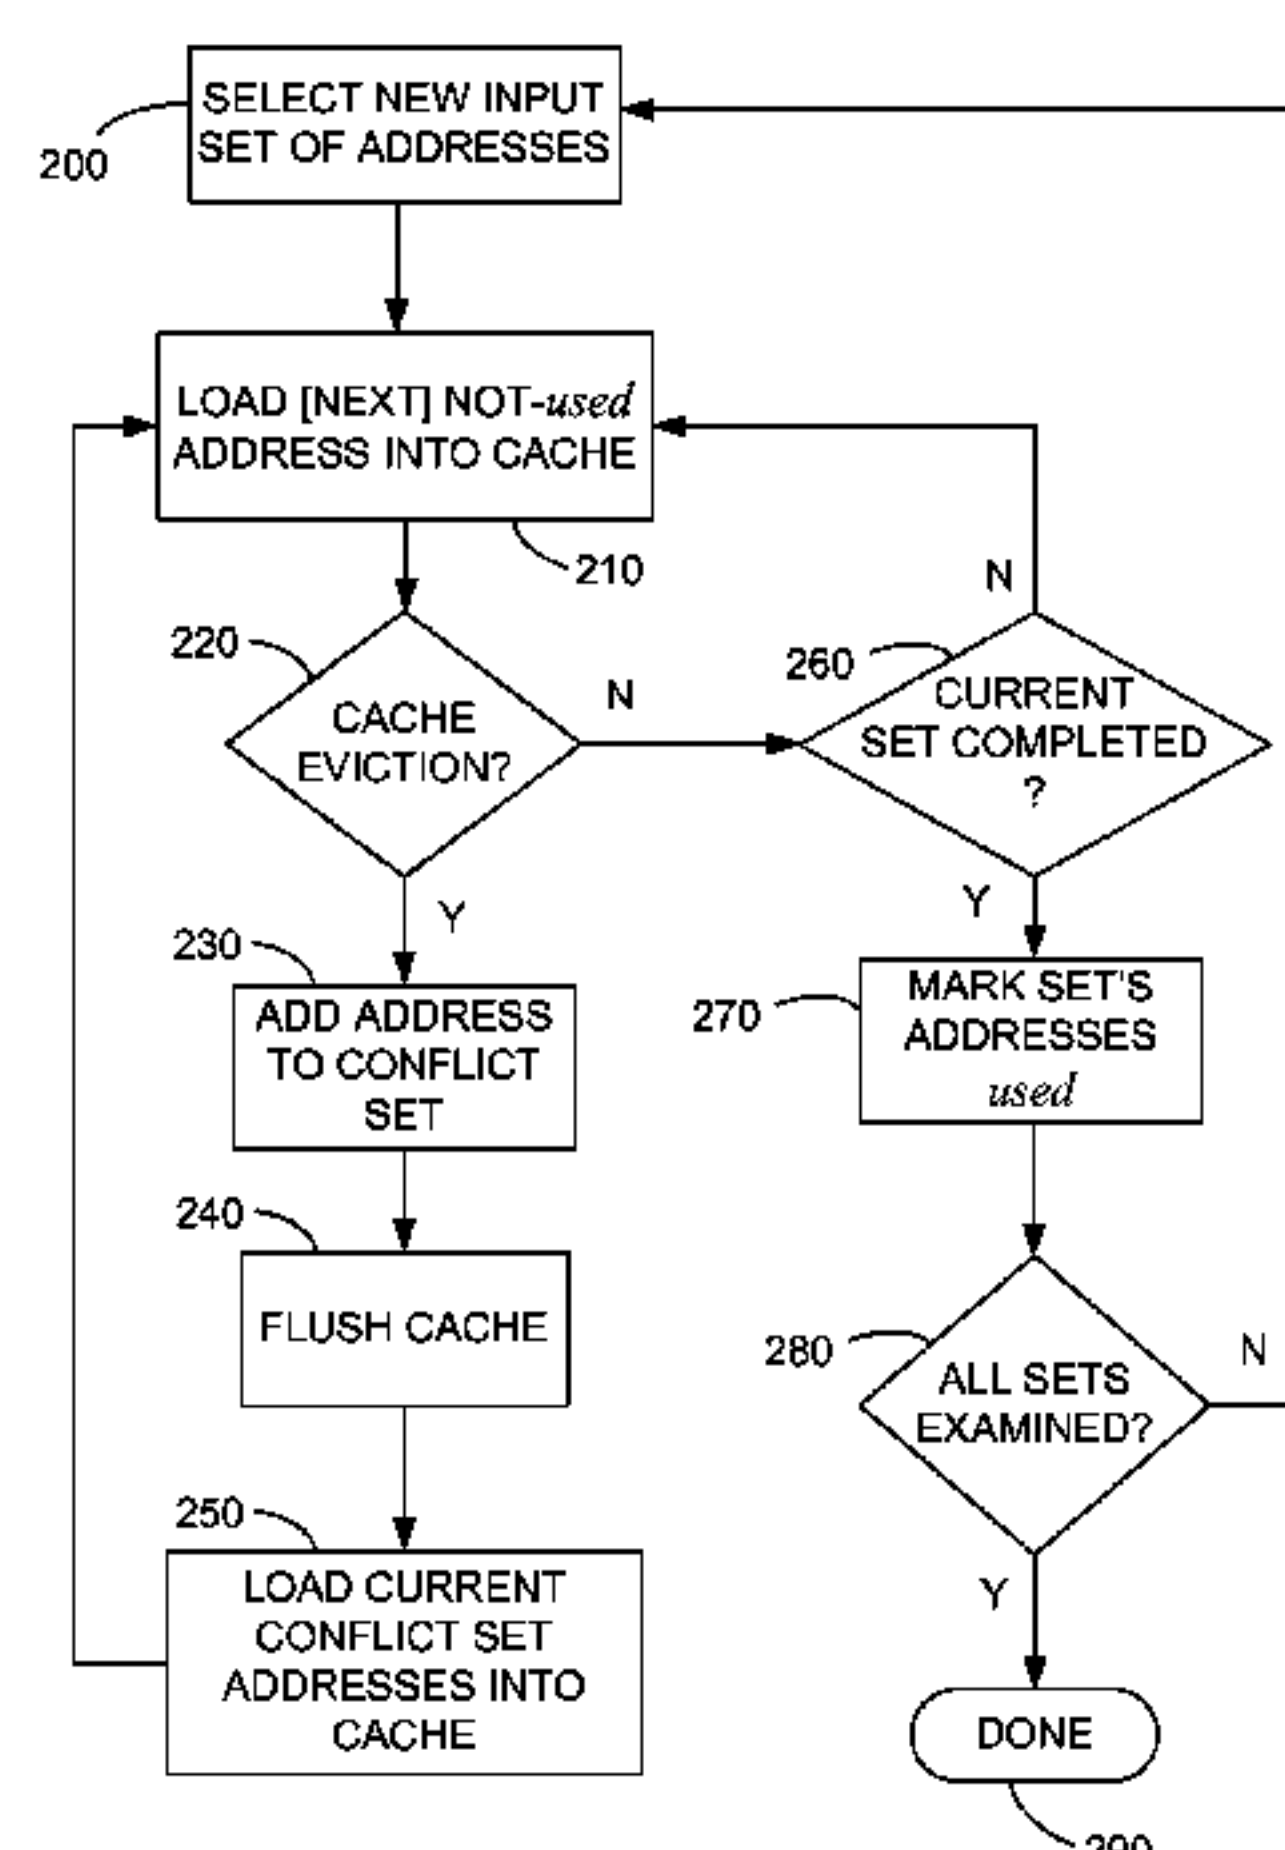 SELECT NEW INPUT
SET OF ADDRESSES
200
LOAD [NEXT] NOT-used
ADDRESS INTO CACHE
210
220
CACHE
EVICTION?
N
Y
260
CURRENT
SET COMPLETED
?
N
Y
230
ADD ADDRESS
TO CONFLICT
SET
270
MARK SET'S
ADDRESSES
used
240
FLUSH CACHE
280
ALL SETS
EXAMINED?
N
Y
250
LOAD CURRENT
CONFLICT SET
ADDRESSES INTO
CACHE
DONE